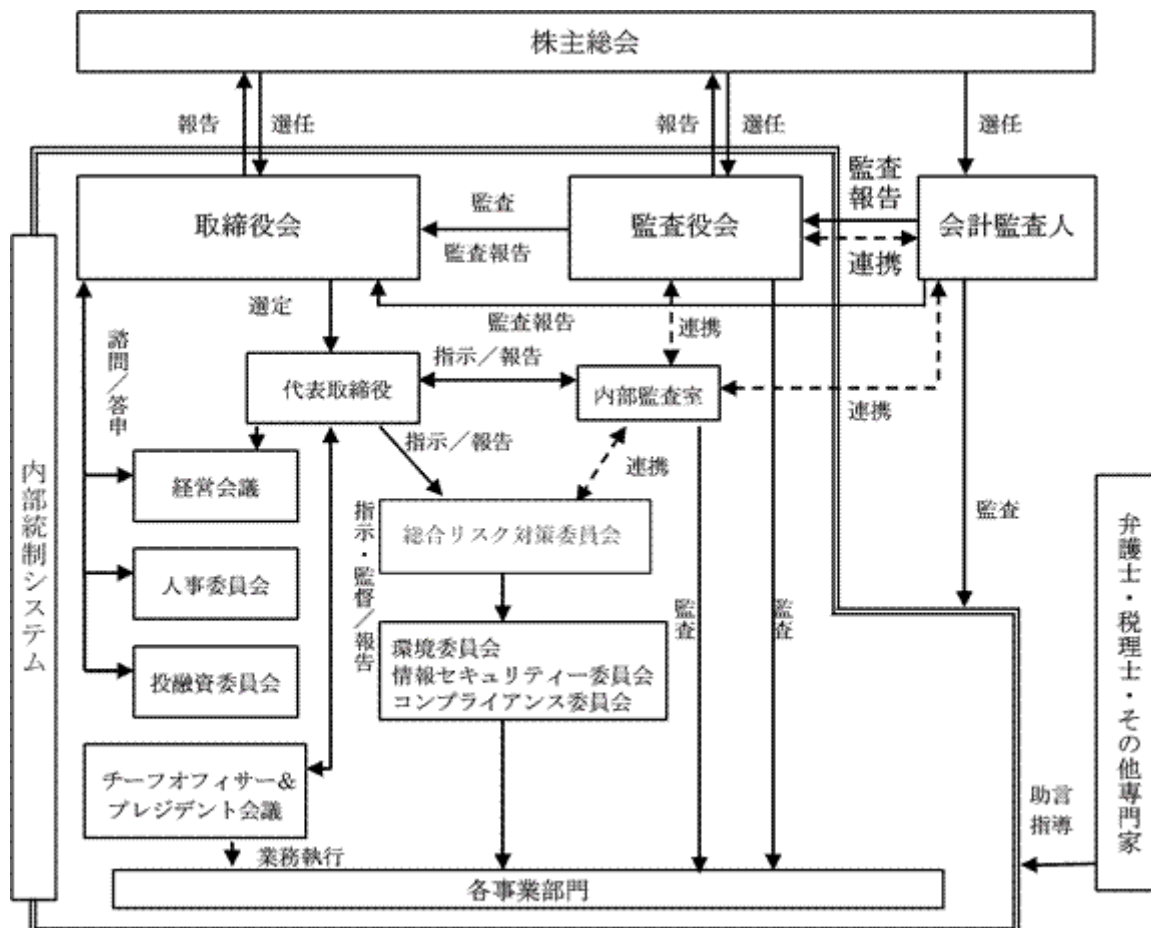 株主総会
報告
選任
報告
選任
選任
取締役会
監査
監査報告
監査役会
監査
報告
連携
会計監査人
選定
監査報告
連携
諮問/答申
代表取締役
指示/報告
内部監査室
連携
指示/報告
連携
経営会議
総合リスク対策委員会
監査
指示・監督/報告
人事委員会
環境委員会
情報セキュリティー委員会
コンプライアンス委員会
監査
監査
投融資委員会
チーフオフィサー&
プレジデント会議
業務執行
各事業部門
内部統制システム
助言
指導
弁護士・税理士・その他専門家